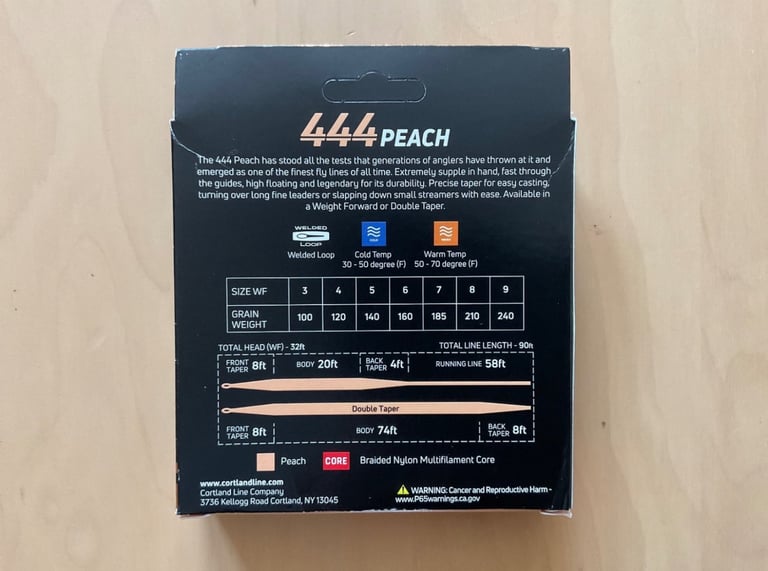 444 PEACH
The 444 Peach has stood all the tests that generations of anglers have thrown at it and
emerged as one of the finest fly lines of all time. Extremely supple in hand, fast through
the guides, high floating and legendary for its durability. Precise taper for easy casting,
turning over long fine leaders or slapping down small streamers with ease. Available in
a Weight Forward or Double Taper.
WELDED
LOOP
COLD
Welded Loop
Cold Temp
30 - 50 degree (F)
Warm Temp
50 - 70 degree (F)
SIZE WF 3 4 5 6 7 8 9
GRAIN WEIGHT 100 120 140 160 185 210 240
TOTAL HEAD (WF) - 32ft TOTAL LINE LENGTH - 90ft
FRONT TAPER 8ft BODY 20ft BACK TAPER 4ft RUNNING LINE 58ft
Double Taper
FRONT TAPER 8ft BODY 74ft BACK TAPER 8ft
Peach CORE Braided Nylon Multifilament Core
www.cortlandline.com
Cortland Line Company
3736 Kellogg Road Cortland, NY 13045
WARNING: Cancer and Reproductive Harm -
www.P65warnings.ca.gov